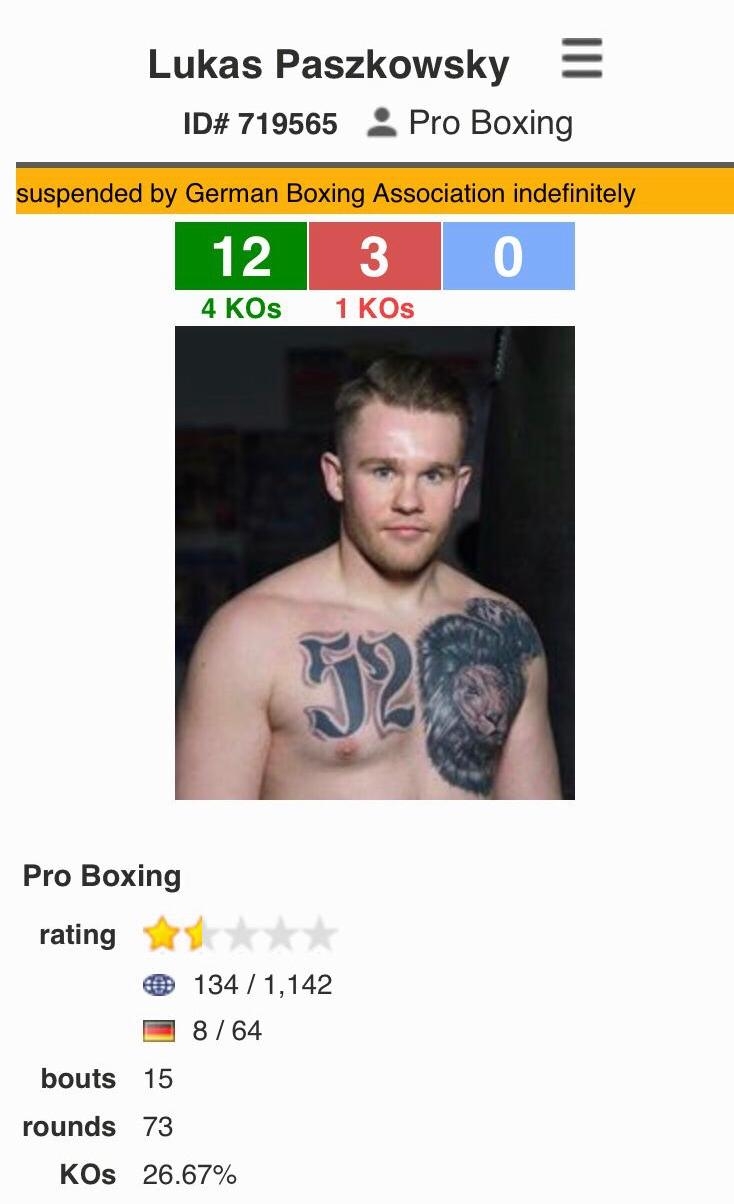 Lukas Paszkowsky
ID# 719565 Pro Boxing
suspended by German Boxing Association indefinitely
12 3 0
4 KOs 1 KOs
52
Pro Boxing
rating
134 / 1,142
8 / 64
bouts 15
rounds 73
KOs 26.67%